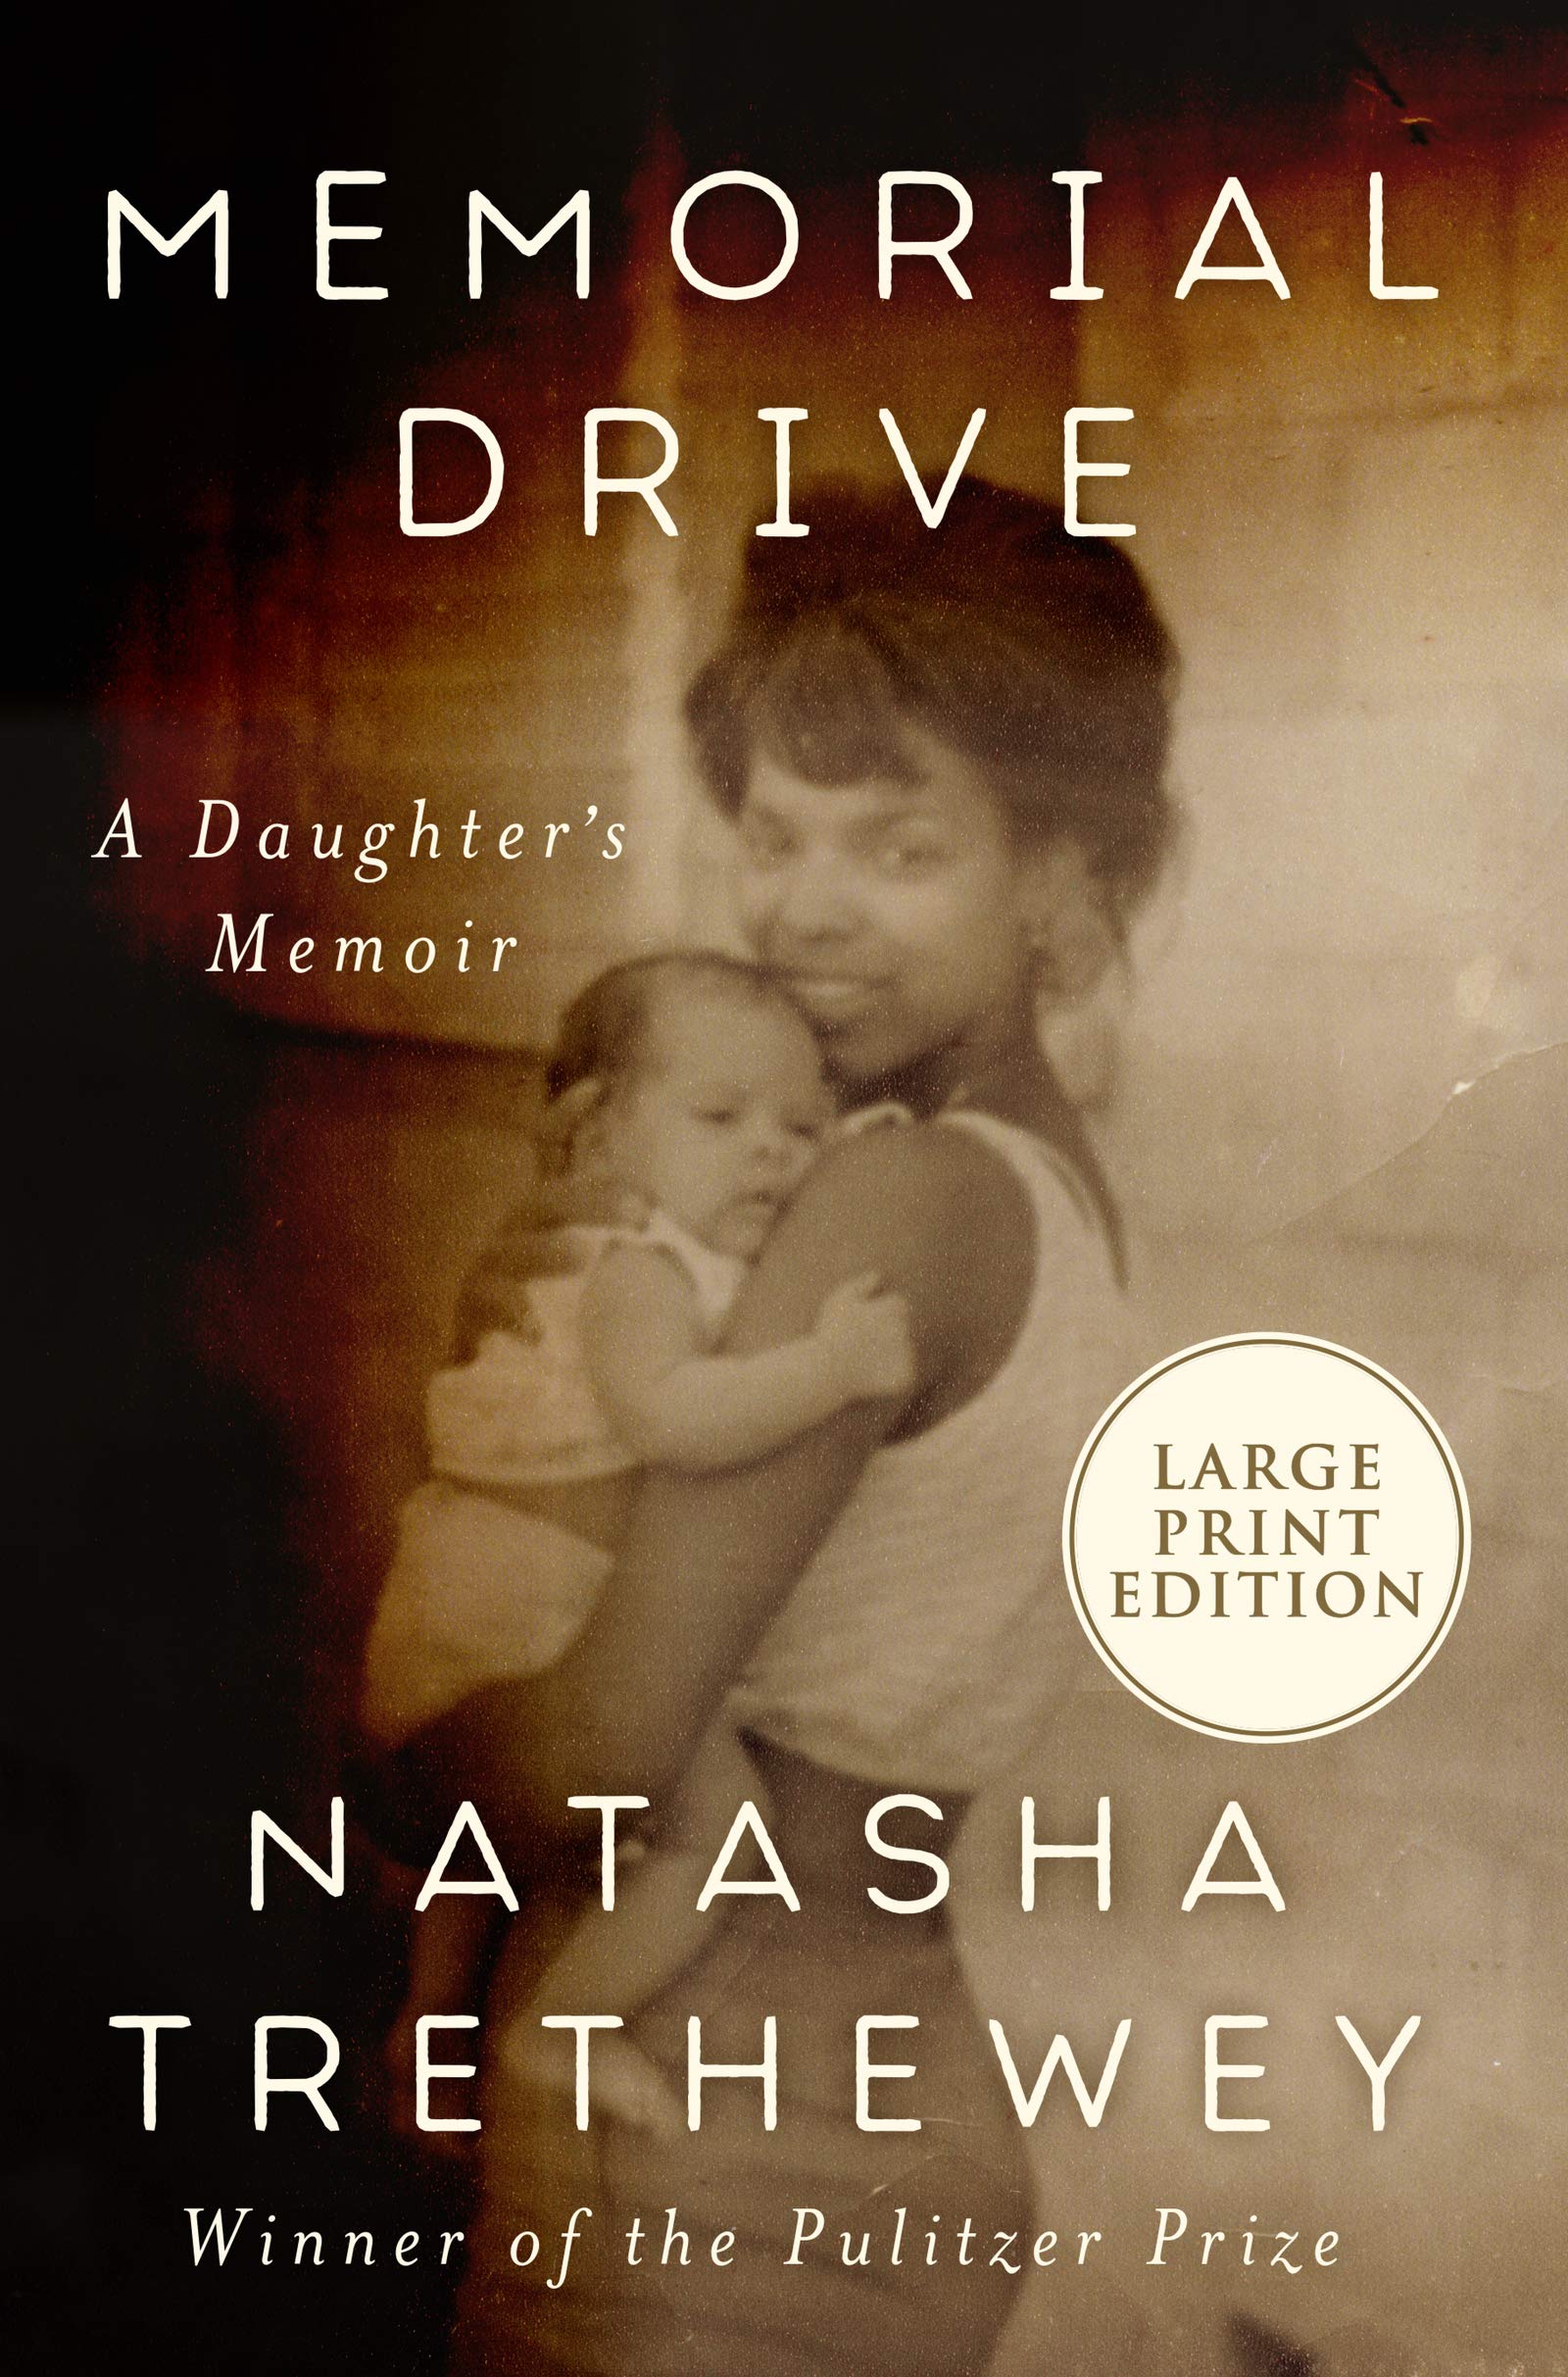 MEMORIAL
DRIVE
A Daughter’s
Memoir
LARGE
PRINT
EDITION
NATASHA
TRETHEWEY
Winner of the Pulitzer Prize